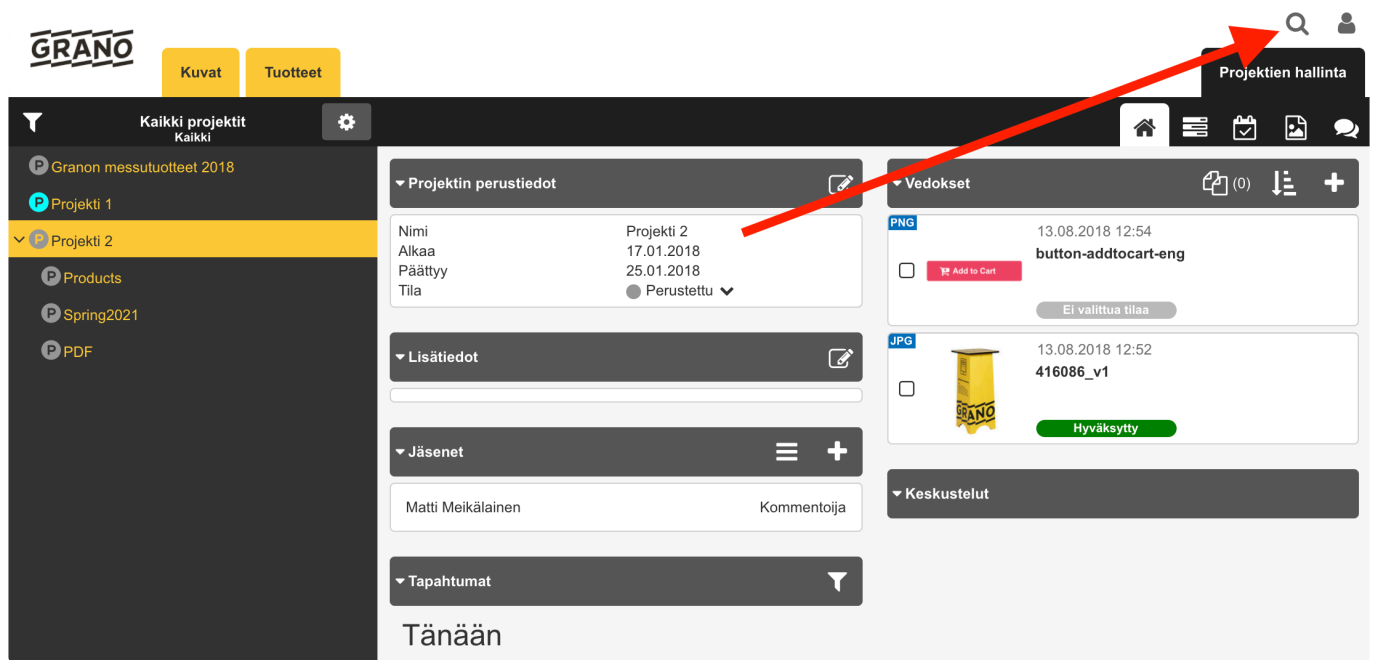 GRANO
Kuvat
Tuotteet
Projektien hallinta
Kaikki projektit
Kaikki
P Granon messutuotteet 2018
P Projekti 1
P Projekti 2
P Products
P Spring2021
P PDF
Projektin perustiedot
Nimi Projekti 2
Alkaa 17.01.2018
Päättyy 25.01.2018
Tila Perustettu
Lisätiedot
Jäsenet
Matti Meikäläinen Kommentoija
Tapahtumat
Tänään
Vedokset (0)
PNG
13.08.2018 12:54
button-addtocart-eng
Add to Cart
Ei valittua tilaa
JPG
13.08.2018 12:52
416086_v1
GRANO
Hyväksytty
Keskustelut